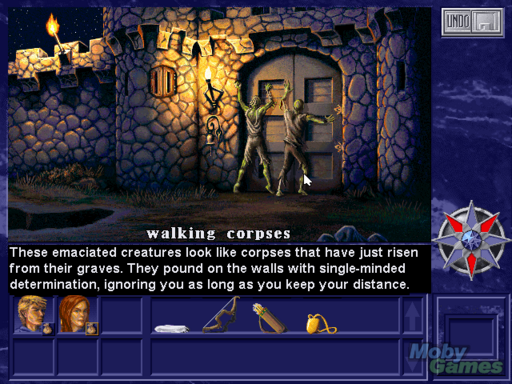 UNDO
walking corpses
These emaciated creatures look like corpses that have just risen
from their graves. They pound on the walls with single-minded
determination, ignoring you as long as you keep your distance.
Moby
Games